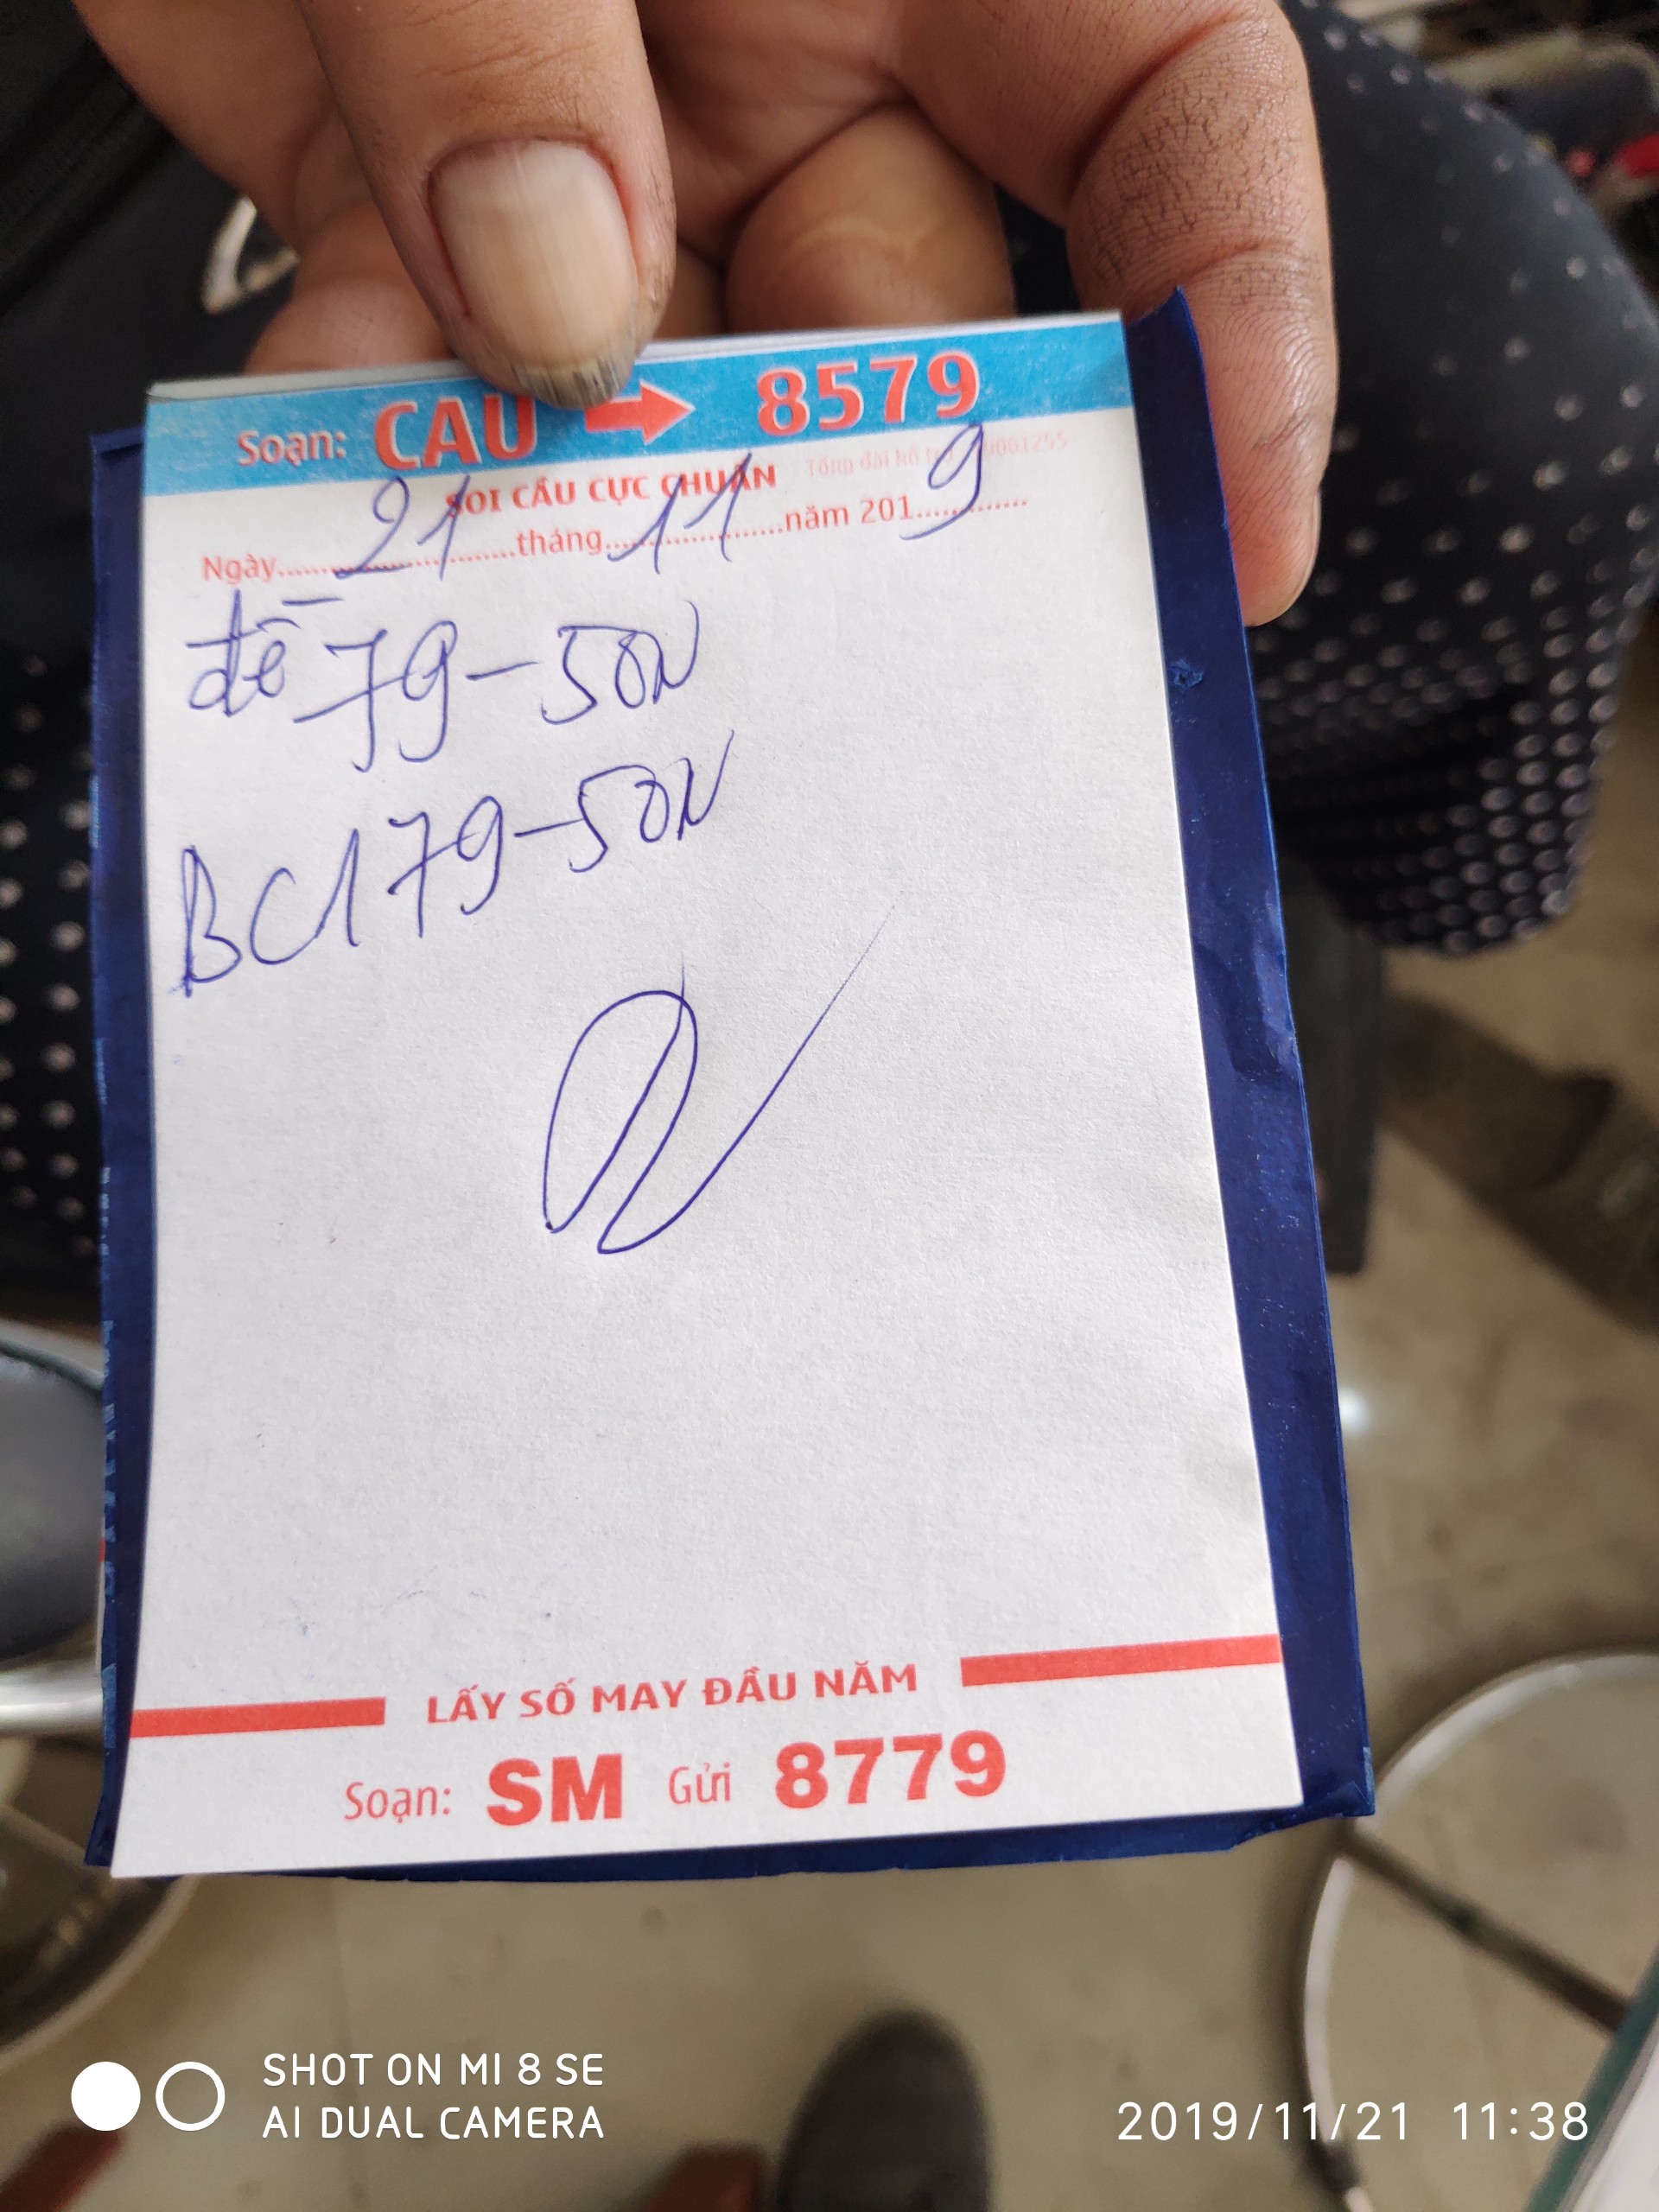 Soạn: CAU 8579
SOI CẦU CỰC CHUẨN
Ngày 21 tháng 11 năm 2019
đề 79-50N
BC 179-50N
LẤY SỐ MAY ĐẦU NĂM
Soạn: SM Gửi 8779
SHOT ON MI 8 SE
AI DUAL CAMERA
2019/11/21 11:38